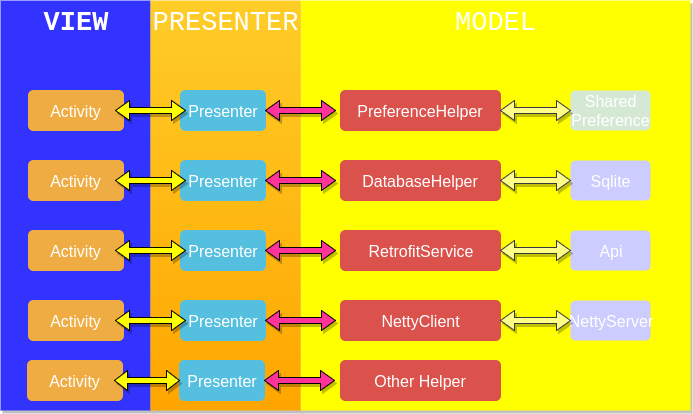 VIEW PRESENTER MODEL
Activity Presenter PreferenceHelper Shared
Preference
Activity Presenter DatabaseHelper Sqlite
Activity Presenter RetrofitService Api
Activity Presenter NettyClient NettyServer
Activity Presenter Other Helper